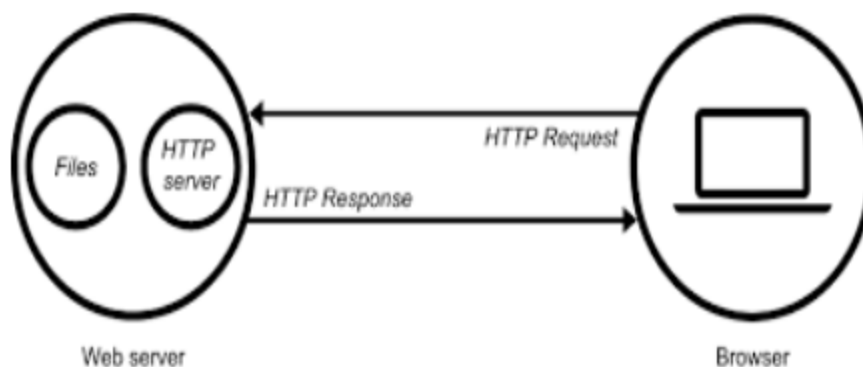 HTTP Request
Files
HTTP
server
HTTP Response
Web server
Browser